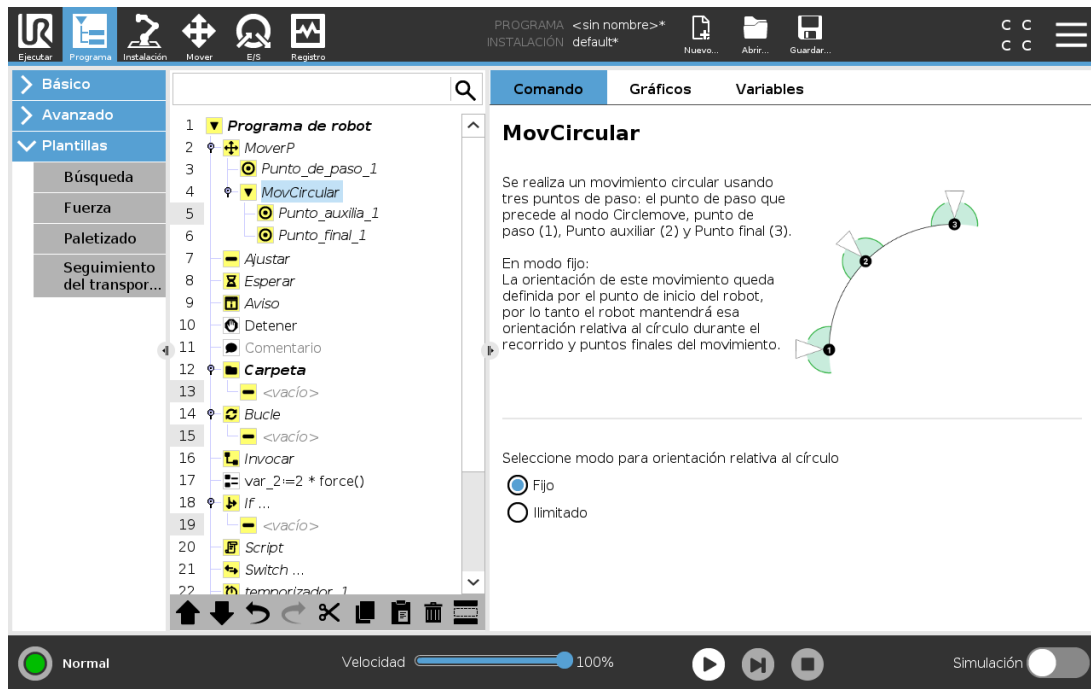 PROGRAMA <sin nombre>*
INSTALACIÓN default*
Ejecutar Programa Instalación Mover E/S Registro Nuevo... Abrir... Guardar...
C C
C C
Básico
Avanzado
Plantillas
Búsqueda
Fuerza
Paletizado
Seguimiento
del transpor...
1 Programa de robot
2 MoverP
3 Punto_de_paso_1
4 MovCircular
5 Punto_auxilia_1
6 Punto_final_1
7 Ajustar
8 Esperar
9 Aviso
10 Detener
11 Comentario
12 Carpeta
13 <vacío>
14 Bucle
15 <vacío>
16 Invocar
17 var_2:=2 * force()
18 If ...
19 <vacío>
20 Script
21 Switch ...
22 temporizador_1
Comando Gráficos Variables
MovCircular
Se realiza un movimiento circular usando
tres puntos de paso: el punto de paso que
precede al nodo Circlemove, punto de
paso (1), Punto auxiliar (2) y Punto final (3).
En modo fijo:
La orientación de este movimiento queda
definida por el punto de inicio del robot,
por lo tanto el robot mantendrá esa
orientación relativa al círculo durante el
recorrido y puntos finales del movimiento.
3
2
1
Seleccione modo para orientación relativa al círculo
Fijo
Ilimitado
Normal Velocidad 100% Simulación